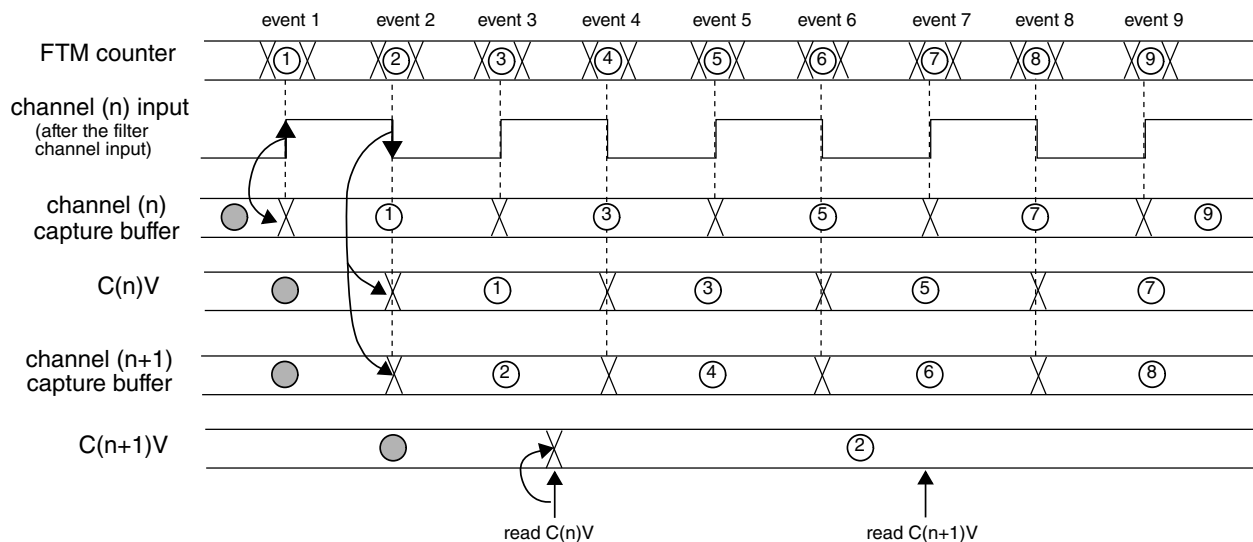 event 1 event 2 event 3 event 4 event 5 event 6 event 7 event 8 event 9
FTM counter 1 2 3 4 5 6 7 8 9
channel (n) input
(after the filter
channel input)
channel (n)
capture buffer 1 3 5 7 9
C(n)V 1 3 5 7
channel (n+1)
capture buffer 2 4 6 8
C(n+1)V 2
read C(n)V read C(n+1)V